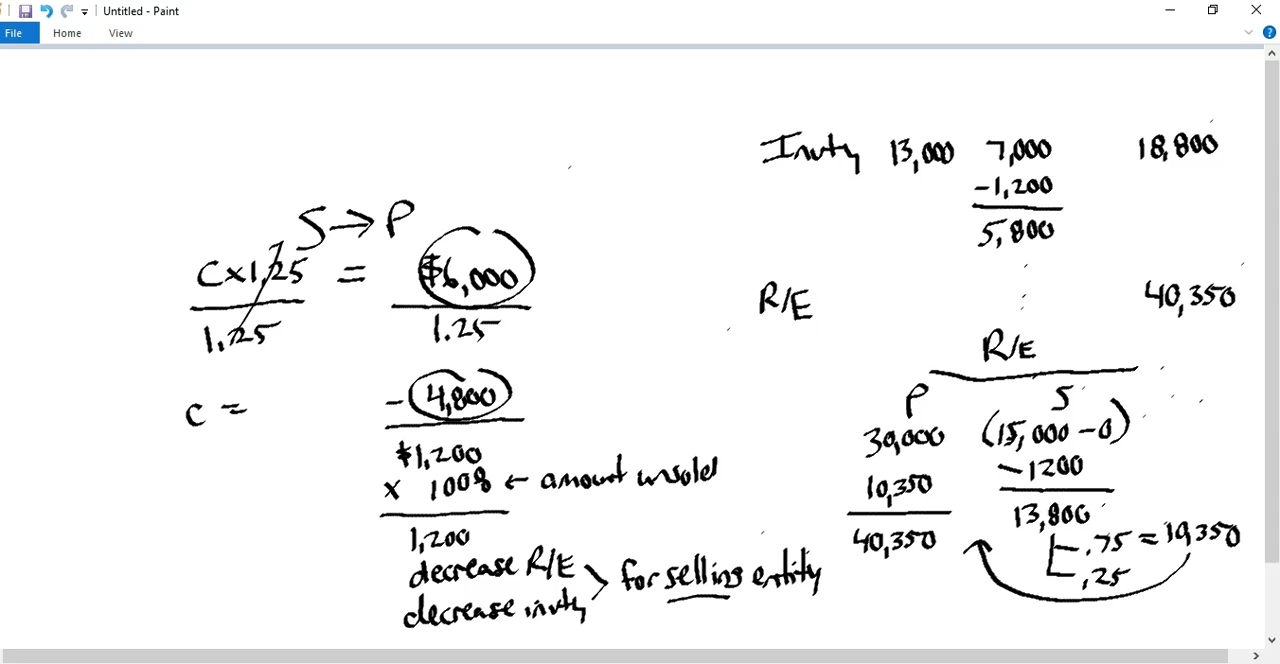 Untitled - Paint
File Home View
Invty 13,000 7,000 18,800
-1,200
5,800
S → P
C x 1.25 = $6,000
1.25 1.25
R/E 40,350
C = - 4,800
$1,200
x 100% ← amount unsold
1,200
decrease R/E
decrease invty
for selling entity
R/E
P S
30,000 (15,000 - 0)
10,350 - 1200
40,350 13,800
.75 = 10,350
.25